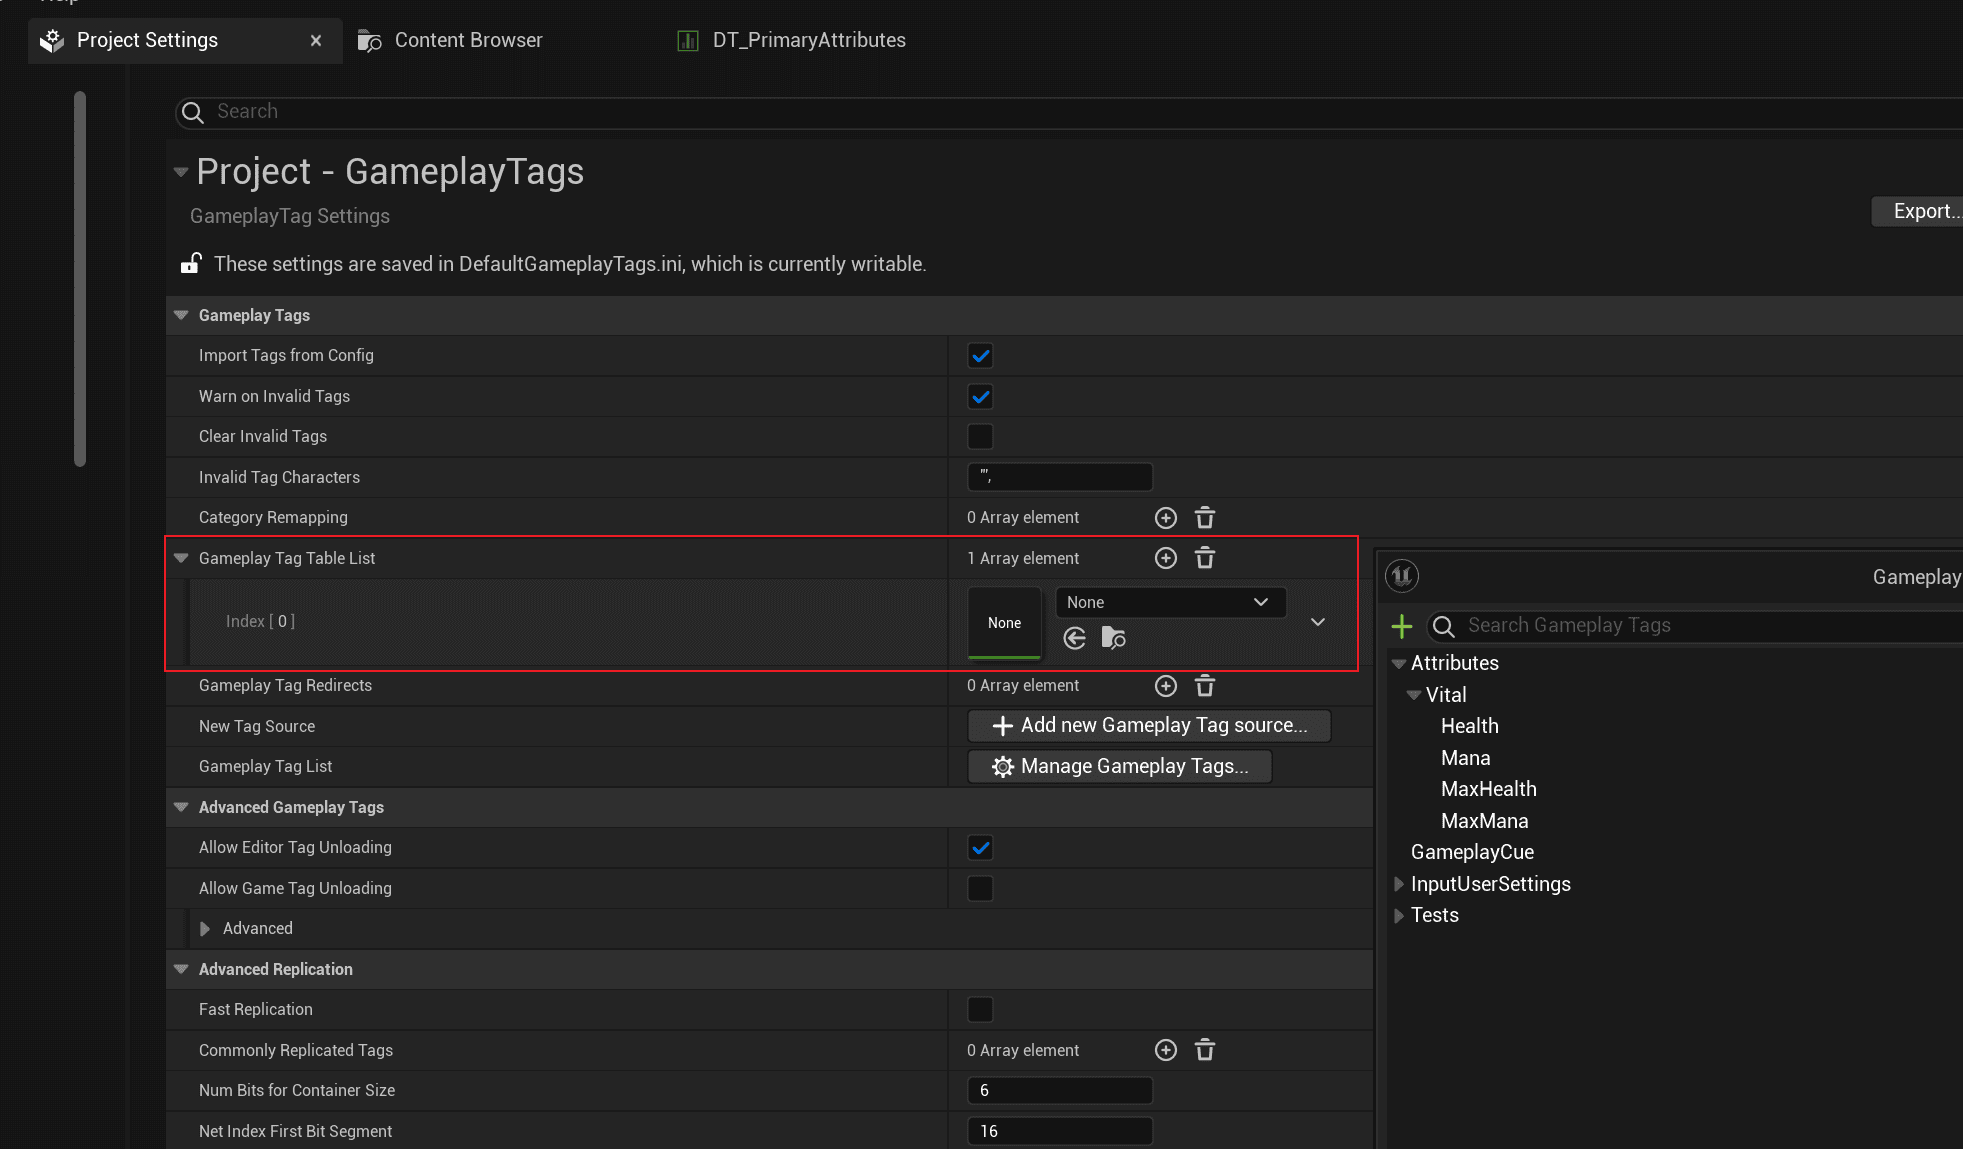 Help
Project Settings
Content Browser
DT_PrimaryAttributes
Search
Project - GameplayTags
GameplayTag Settings
Export...
These settings are saved in DefaultGameplayTags.ini, which is currently writable.
Gameplay Tags
Import Tags from Config
Warn on Invalid Tags
Clear Invalid Tags
Invalid Tag Characters
"',
Category Remapping
0 Array element
Gameplay Tag Table List
1 Array element
Index [ 0 ]
None
None
Gameplay Tag Redirects
0 Array element
New Tag Source
Add new Gameplay Tag source...
Gameplay Tag List
Manage Gameplay Tags...
Advanced Gameplay Tags
Allow Editor Tag Unloading
Allow Game Tag Unloading
Advanced
Advanced Replication
Fast Replication
Commonly Replicated Tags
0 Array element
Num Bits for Container Size
6
Net Index First Bit Segment
16
Gameplay
Search Gameplay Tags
Attributes
Vital
Health
Mana
MaxHealth
MaxMana
GameplayCue
InputUserSettings
Tests